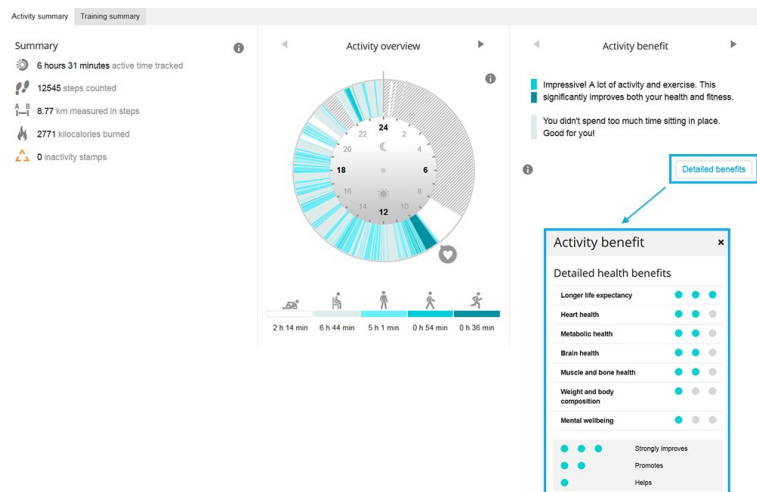 Activity summary
Training summary
Summary
6 hours 31 minutes active time tracked
12545 steps counted
A B
8.77 km measured in steps
2771 kilocalories burned
0 inactivity stamps
Activity overview
24
2
4
6
8
10
12
14
16
18
20
22
2 h 14 min
6 h 44 min
5 h 1 min
0 h 54 min
0 h 36 min
Activity benefit
Impressive! A lot of activity and exercise. This
significantly improves both your health and fitness.
You didn't spend too much time sitting in place.
Good for you!
Detailed benefits
Activity benefit
Detailed health benefits
Longer life expectancy
Heart health
Metabolic health
Brain health
Muscle and bone health
Weight and body
composition
Mental wellbeing
Strongly improves
Promotes
Helps